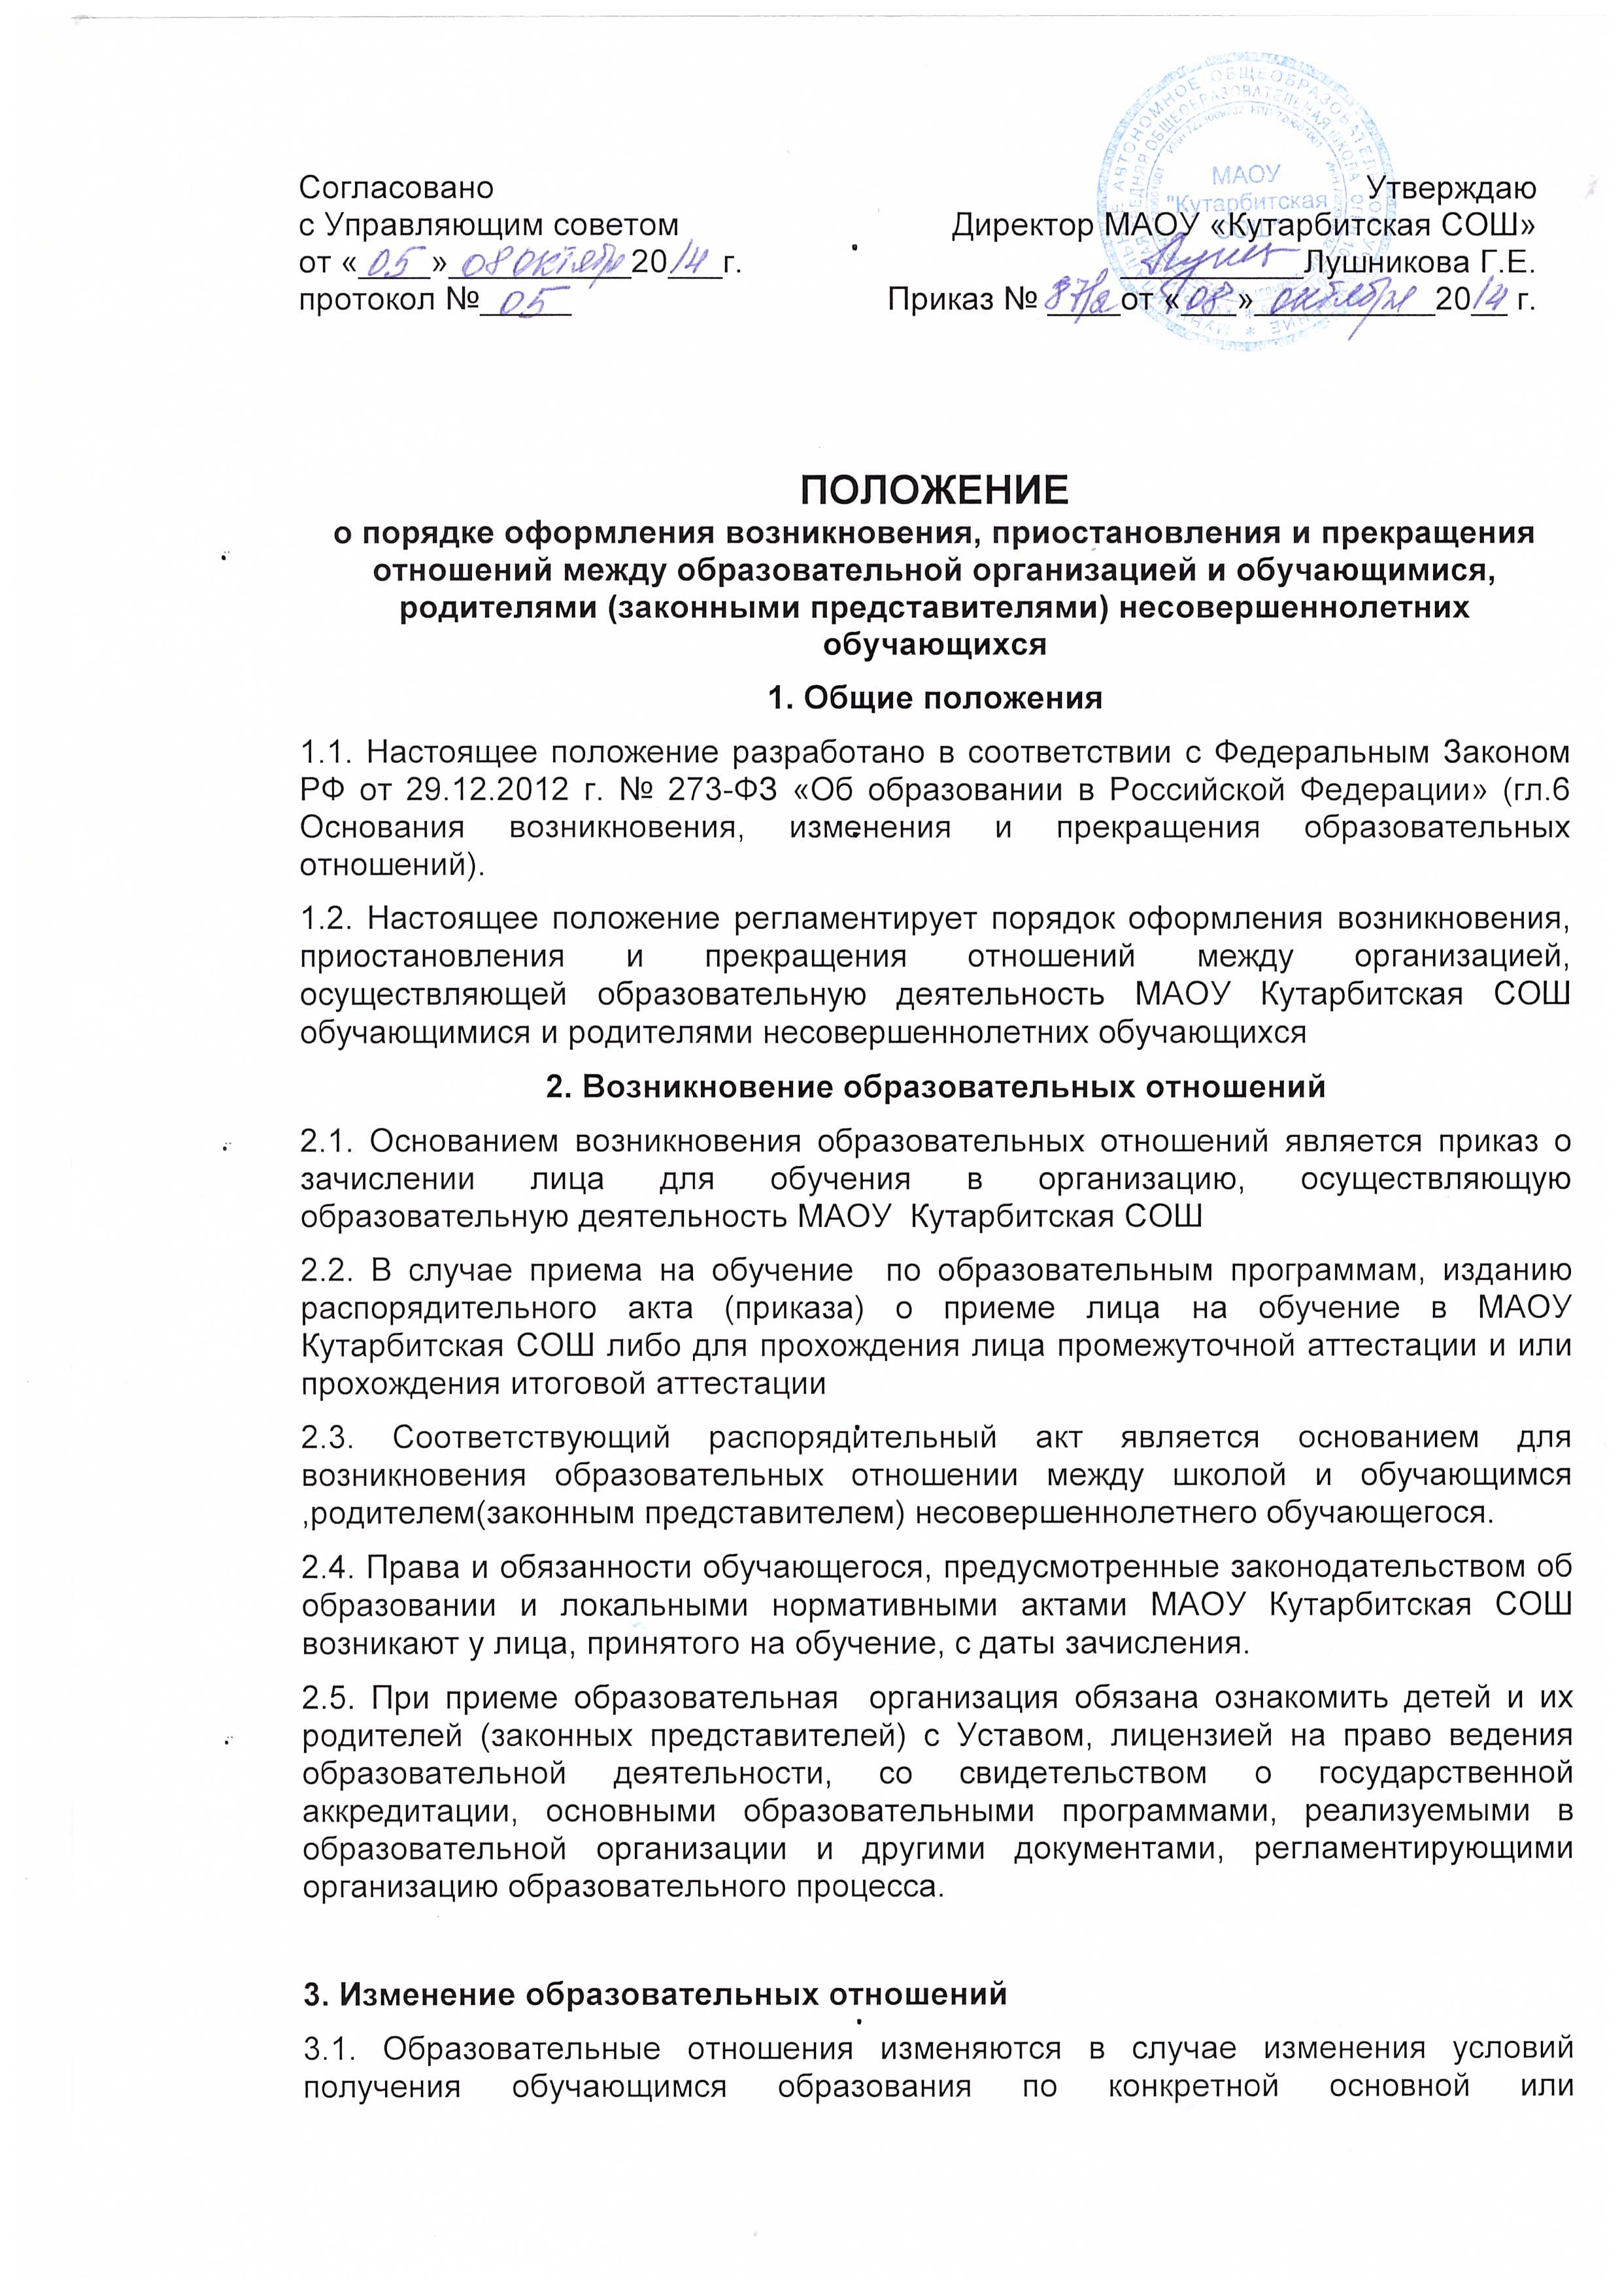 Согласовано
с Управляющим советом
от «05» 08 октября 2014 г.
протокол № 05
МАОУ
"Кутарбитская
СОШ"
Утверждаю
Директор МАОУ «Кутарбитская СОШ»
Лушникова Г.Е.
Приказ № 87/2 от «08» октября 2014 г.
ПОЛОЖЕНИЕ
о порядке оформления возникновения, приостановления и прекращения
отношений между образовательной организацией и обучающимися,
родителями (законными представителями) несовершеннолетних
обучающихся
1. Общие положения
1.1. Настоящее положение разработано в соответствии с Федеральным Законом
РФ от 29.12.2012 г. № 273-ФЗ «Об образовании в Российской Федерации» (гл.6
Основания возникновения, изменения и прекращения образовательных
отношений).
1.2. Настоящее положение регламентирует порядок оформления возникновения,
приостановления и прекращения отношений между организацией,
осуществляющей образовательную деятельность МАОУ Кутарбитская СОШ
обучающимися и родителями несовершеннолетних обучающихся
2. Возникновение образовательных отношений
2.1. Основанием возникновения образовательных отношений является приказ о
зачислении лица для обучения в организацию, осуществляющую
образовательную деятельность МАОУ Кутарбитская СОШ
2.2. В случае приема на обучение по образовательным программам, изданию
распорядительного акта (приказа) о приеме лица на обучение в МАОУ
Кутарбитская СОШ либо для прохождения лица промежуточной аттестации и или
прохождения итоговой аттестации
2.3. Соответствующий распорядительный акт является основанием для
возникновения образовательных отношении между школой и обучающимся
,родителем(законным представителем) несовершеннолетнего обучающегося.
2.4. Права и обязанности обучающегося, предусмотренные законодательством об
образовании и локальными нормативными актами МАОУ Кутарбитская СОШ
возникают у лица, принятого на обучение, с даты зачисления.
2.5. При приеме образовательная организация обязана ознакомить детей и их
родителей (законных представителей) с Уставом, лицензией на право ведения
образовательной деятельности, со свидетельством о государственной
аккредитации, основными образовательными программами, реализуемыми в
образовательной организации и другими документами, регламентирующими
организацию образовательного процесса.
3. Изменение образовательных отношений
3.1. Образовательные отношения изменяются в случае изменения условий
получения обучающимся образования по конкретной основной или